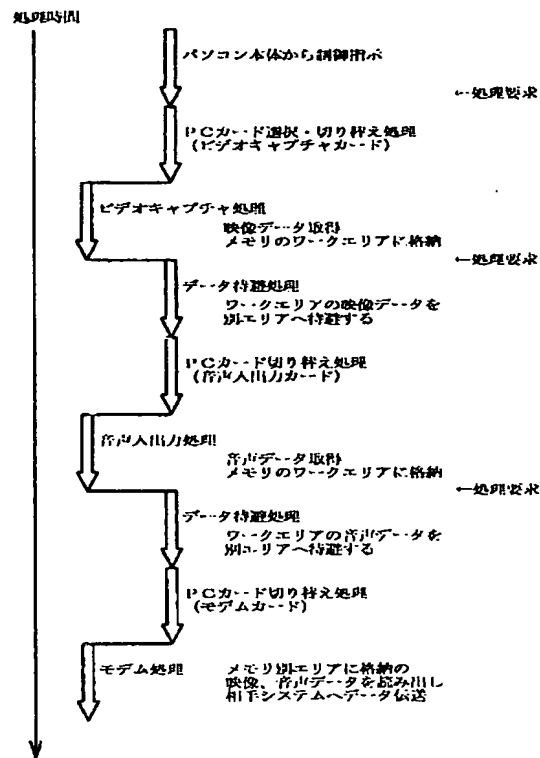 処理時間
パソコン本体から制御指示
←処理要求
PCカード選択・切り替え処理
(ビデオキャプチャカード)
ビデオキャプチャ処理
映像データ取得
メモリのワークエリアに格納
←処理要求
データ待避処理
ワークエリアの映像データを
別エリアへ待避する
PCカード切り替え処理
(音声入出力カード)
音声入出力処理
音声データ取得
メモリのワークエリアに格納
←処理要求
データ待避処理
ワークエリアの音声データを
別エリアへ待避する
PCカード切り替え処理
(モデムカード)
モデム処理
メモリ別エリアに格納の
映像、音声データを読み出し
相手システムへデータ伝送